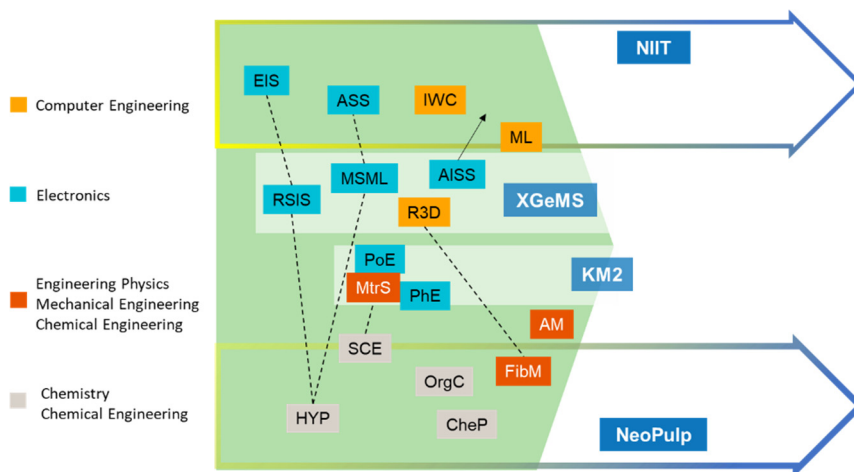 NIIT
EIS
ASS
IWC
Computer Engineering
ML
MSML
AISS
Electronics
RSIS
R3D
XGeMS
PoE
KM2
Engineering Physics
Mechanical Engineering
Chemical Engineering
MtrS
PhE
AM
SCE
FibM
OrgC
Chemistry
Chemical Engineering
HYP
CheP
NeoPulp